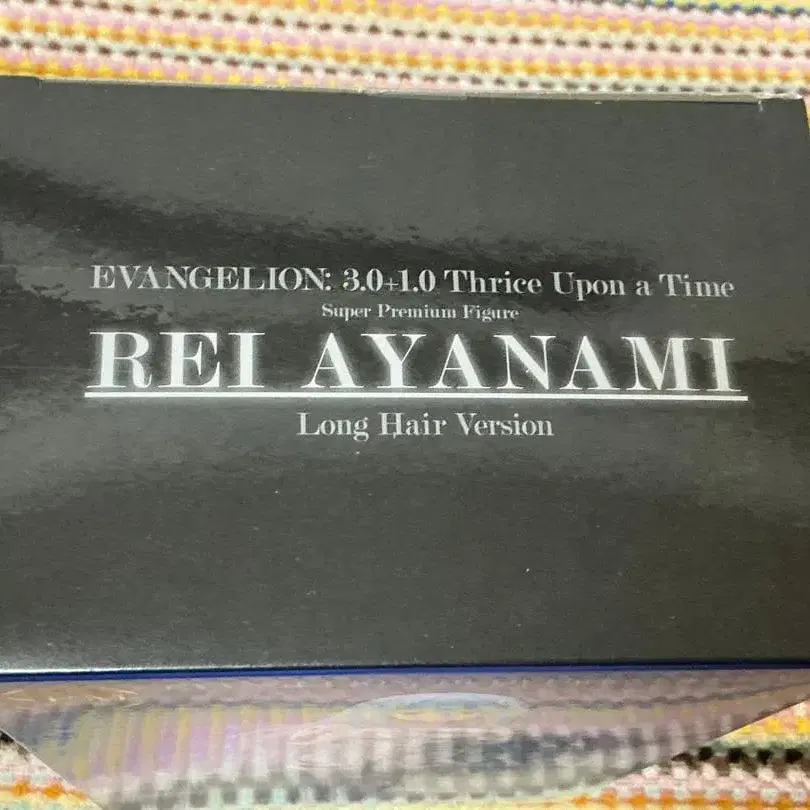 EVANGELION: 3.0+1.0 Thrice Upon a Time
Super Premium Figure
REI AYANAMI
Long Hair Version